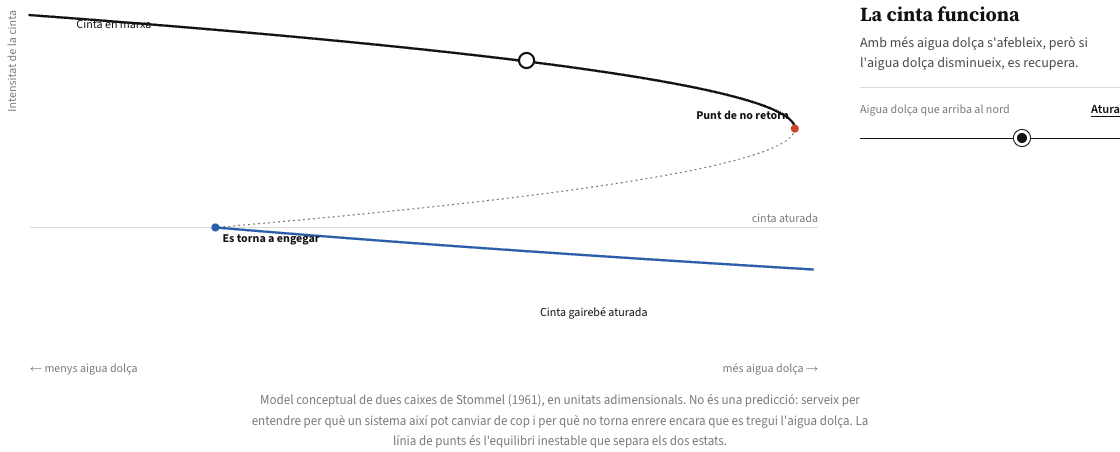 Intensitat de la cinta
Cinta en marxa
Punt de no retorn
cinta aturada
Es torna a engegar
Cinta gairebé aturada
← menys aigua dolça
més aigua dolça →
La cinta funciona
Amb més aigua dolça s'afebleix, però si
l'aigua dolça disminueix, es recupera.
Aigua dolça que arriba al nord
Atura
Model conceptual de dues caixes de Stommel (1961), en unitats adimensionals. No és una predicció: serveix per
entendre per què un sistema així pot canviar de cop i per què no torna enrere encara que es tregui l'aigua dolça. La
línia de punts és l'equilibri inestable que separa els dos estats.